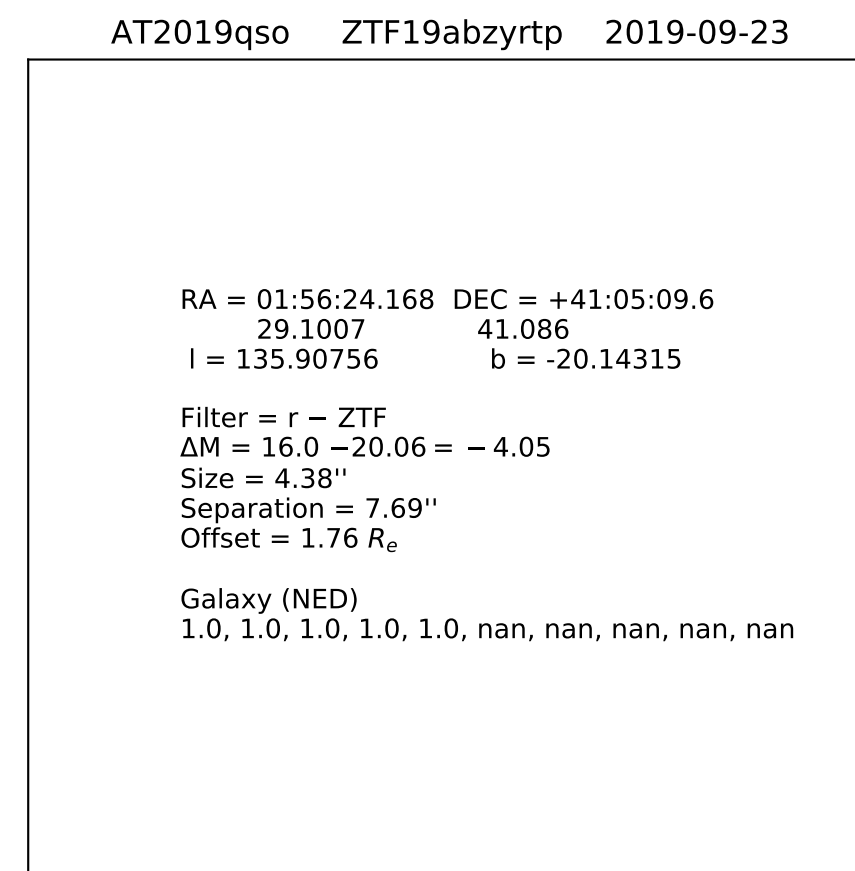 AT2019qso ZTF19abzyrtp 2019-09-23
RA = 01:56:24.168 DEC = +41:05:09.6
29.1007 41.086
l = 135.90756 b = -20.14315
Filter = r − ZTF
ΔM = 16.0 −20.06 = − 4.05
Size = 4.38''
Separation = 7.69''
Offset = 1.76 Rₑ
Galaxy (NED)
1.0, 1.0, 1.0, 1.0, 1.0, nan, nan, nan, nan, nan